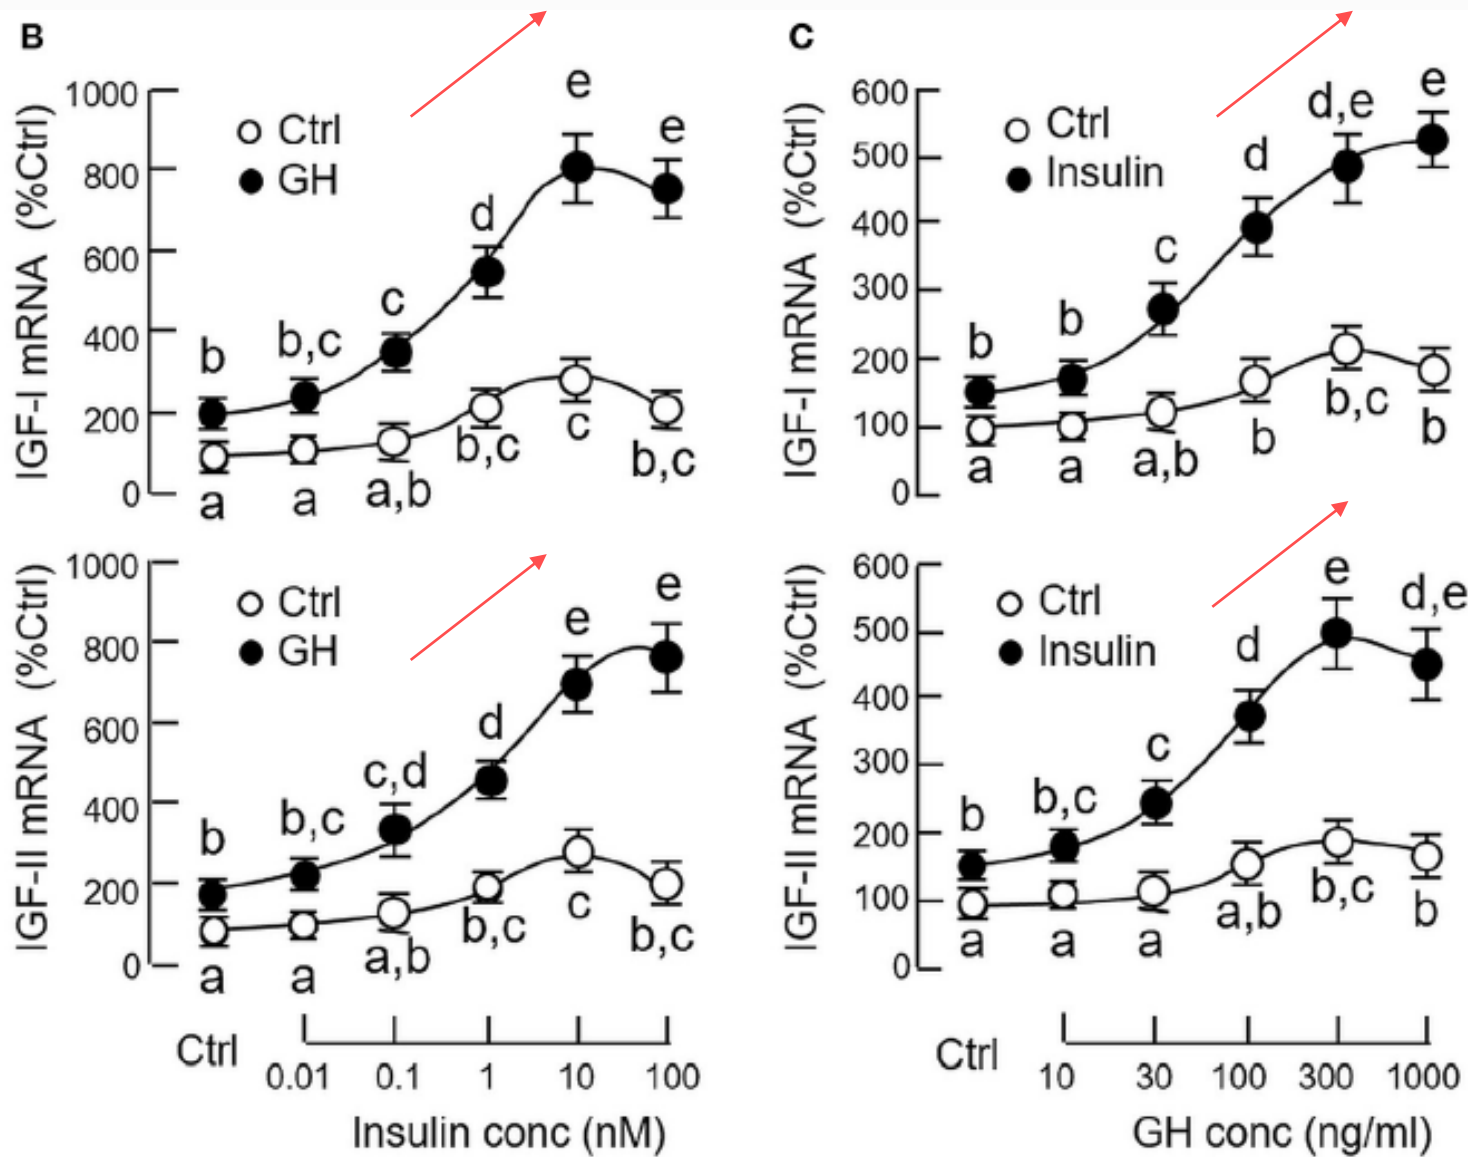 B
IGF-I mRNA (%Ctrl)
1000
800
600
400
200
0
Ctrl
GH
b
b,c
c
d
e
e
a
a
a,b
b,c
c
b,c
C
IGF-I mRNA (%Ctrl)
600
500
400
300
200
100
0
Ctrl
Insulin
b
b
c
d
d,e
e
a
a
a,b
b
b,c
b
IGF-II mRNA (%Ctrl)
1000
800
600
400
200
0
Ctrl
GH
b
b,c
c,d
d
e
e
a
a
a,b
b,c
c
b,c
Ctrl
0.01 0.1 1 10 100
Insulin conc (nM)
IGF-II mRNA (%Ctrl)
600
500
400
300
200
100
0
Ctrl
Insulin
b
b,c
c
d
e
d,e
a
a
a
a,b
b,c
b
Ctrl
10 30 100 300 1000
GH conc (ng/ml)